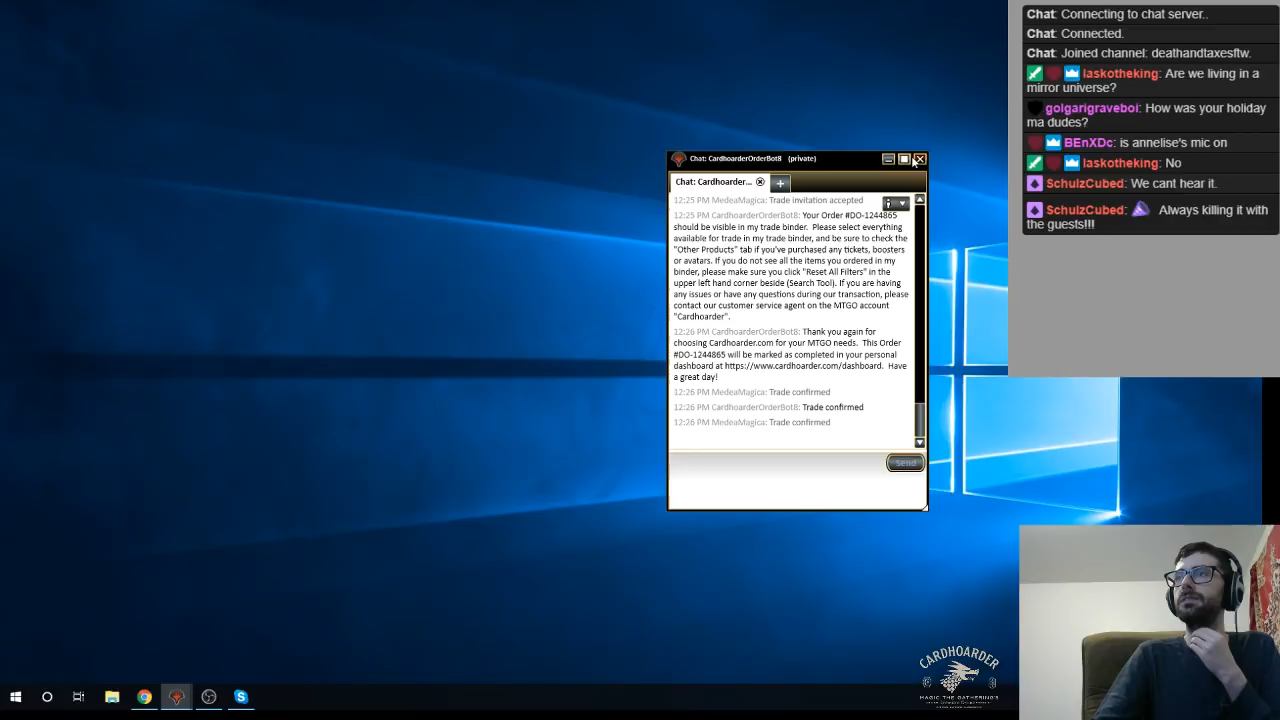 Chat: Connecting to chat server..
Chat: Connected.
Chat: Joined channel: deathandtaxesftw.
laskotheking: Are we living in a
mirror universe?
golgarigraveboi: How was your holiday
ma dudes?
BEnXDc: is annelise's mic on
laskotheking: No
SchulzCubed: We cant hear it.
SchulzCubed: Always killing it with
the guests!!!
Chat: CardhoarderOrderBot8 (private)
Chat: Cardhoarder...
12:25 PM MedeaMagica: Trade invitation accepted
12:25 PM CardhoarderOrderBot8: Your Order #DO-1244865
should be visible in my trade binder. Please select everything
available for trade in my trade binder, and be sure to check the
"Other Products" tab if you've purchased any tickets, boosters
or avatars. If you do not see all the items you ordered in my
binder, please make sure you click "Reset All Filters" in the
upper left hand corner beside (Search Tool). If you are having
any issues or have any questions during our transaction, please
contact our customer service agent on the MTGO account
"Cardhoarder".
12:26 PM CardhoarderOrderBot8: Thank you again for
choosing Cardhoarder.com for your MTGO needs. This Order
#DO-1244865 will be marked as completed in your personal
dashboard at https://www.cardhoarder.com/dashboard. Have
a great day!
12:26 PM MedeaMagica: Trade confirmed
12:26 PM CardhoarderOrderBot8: Trade confirmed
12:26 PM MedeaMagica: Trade confirmed
Send
CARDHOARDER
MAGIC THE GATHERING'S